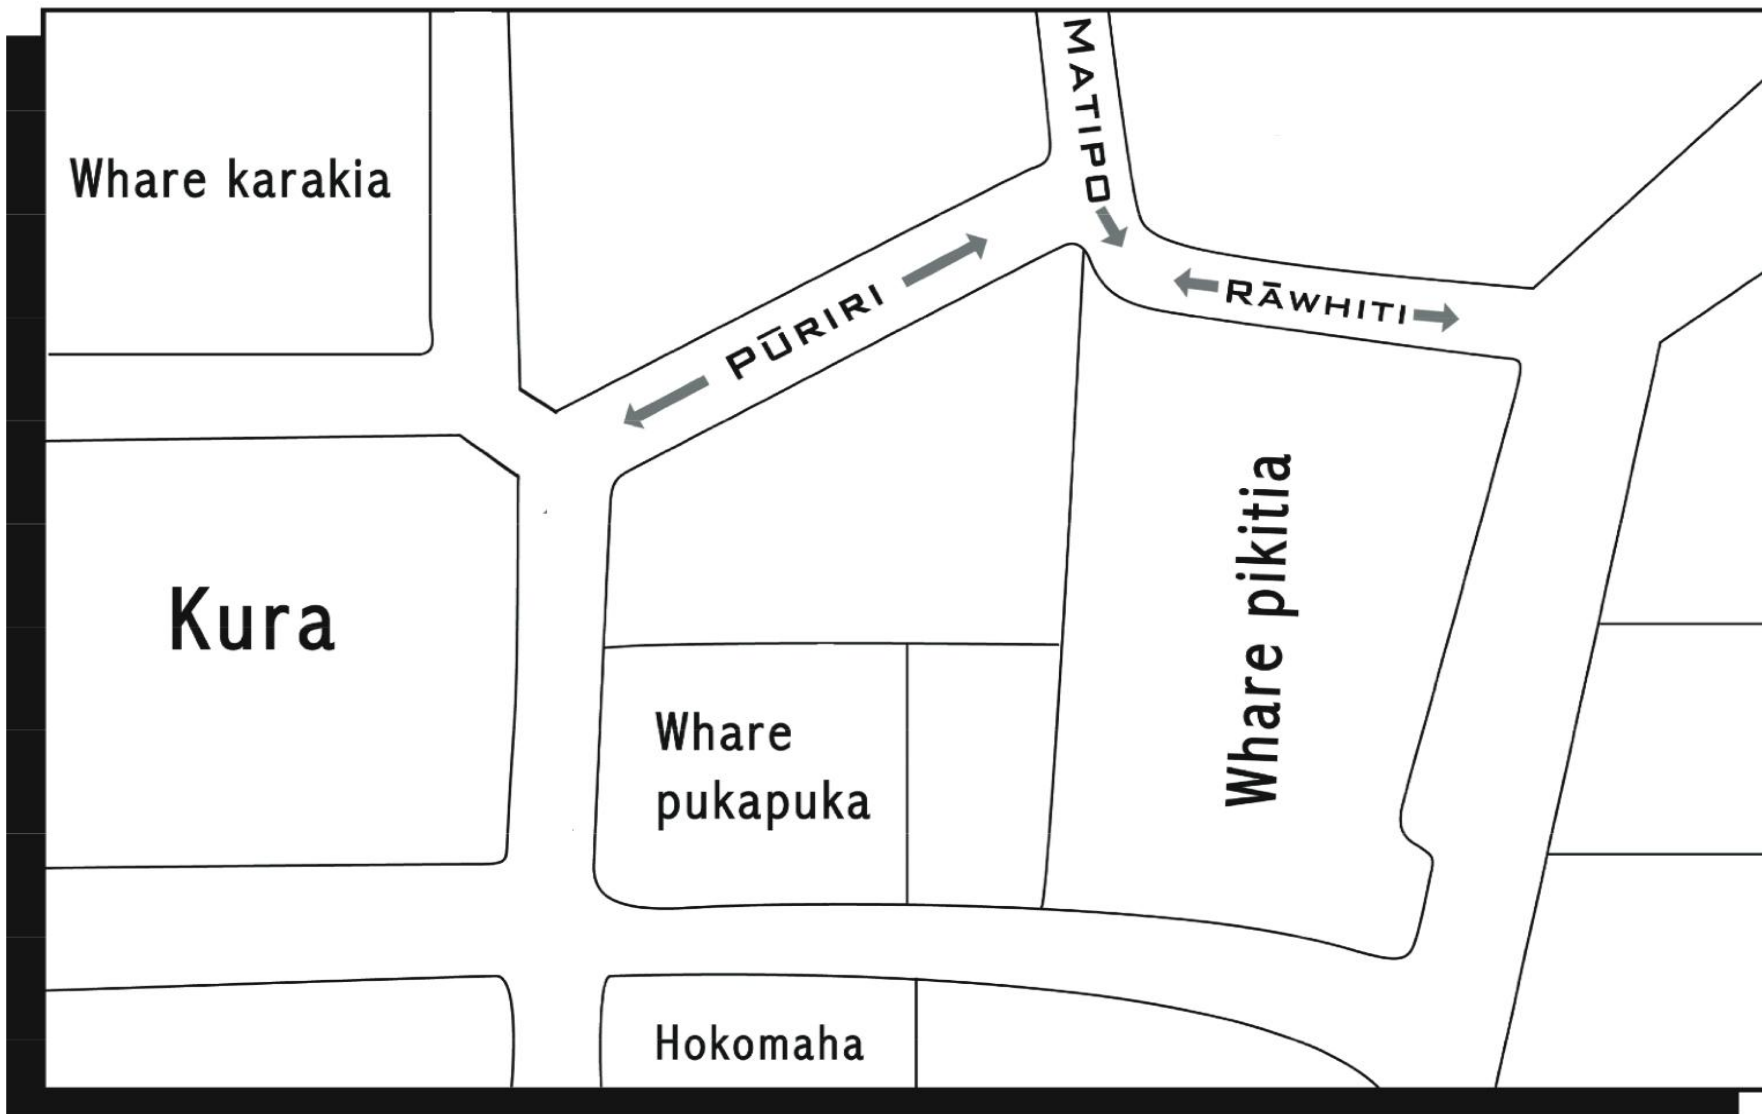 MATIPO
Whare karakia
RĀWHITI
PŪRIRI
Kura
Whare pikitia
Whare
pukapuka
Hokomaha